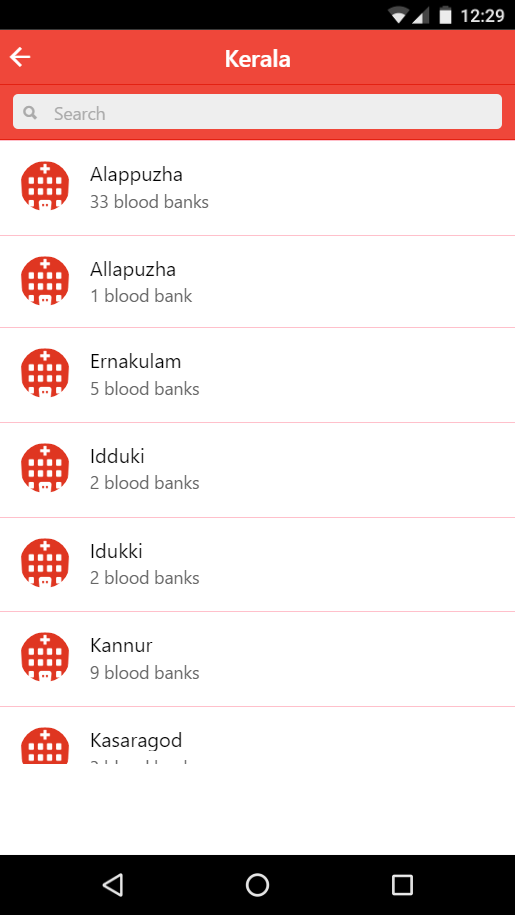 12:29
Kerala
Search
Alappuzha
33 blood banks
Allapuzha
1 blood bank
Ernakulam
5 blood banks
Idduki
2 blood banks
Idukki
2 blood banks
Kannur
9 blood banks
Kasaragod